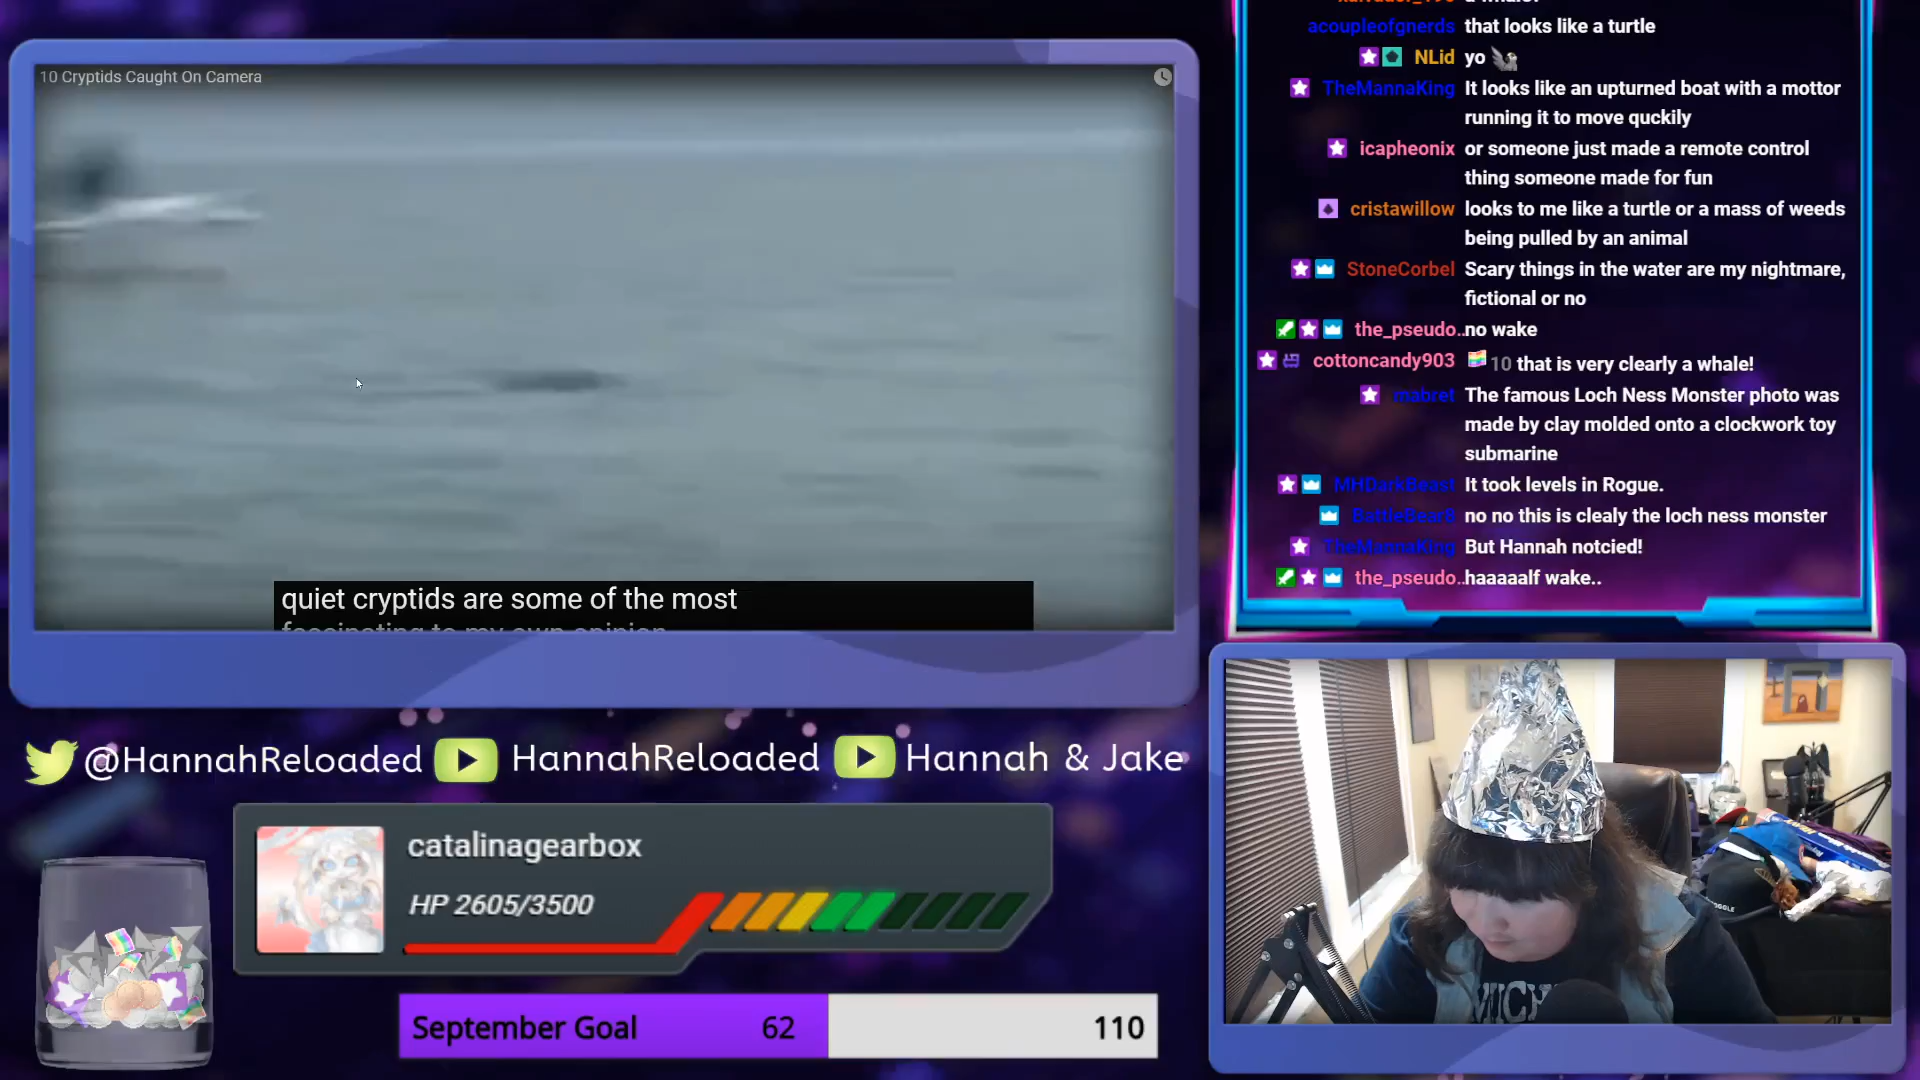 10 Cryptids Caught On Camera
quiet cryptids are some of the most
fascinating to my own opinion
acoupleofgnerds that looks like a turtle
NLid yo
TheMannaKing It looks like an upturned boat with a mottor
running it to move quckily
icapheonix or someone just made a remote control
thing someone made for fun
cristawillow looks to me like a turtle or a mass of weeds
being pulled by an animal
StoneCorbel Scary things in the water are my nightmare,
fictional or no
the_pseudo.. no wake
cottoncandy903 10 that is very clearly a whale!
mabret The famous Loch Ness Monster photo was
made by clay molded onto a clockwork toy
submarine
MHDarkBeast It took levels in Rogue.
BattleBear8 no no this is clealy the loch ness monster
TheMannaKing But Hannah notcied!
the_pseudo.. haaaaalf wake..
@HannahReloaded HannahReloaded Hannah & Jake
catalinagearbox
HP 2605/3500
September Goal 62 110
MICH